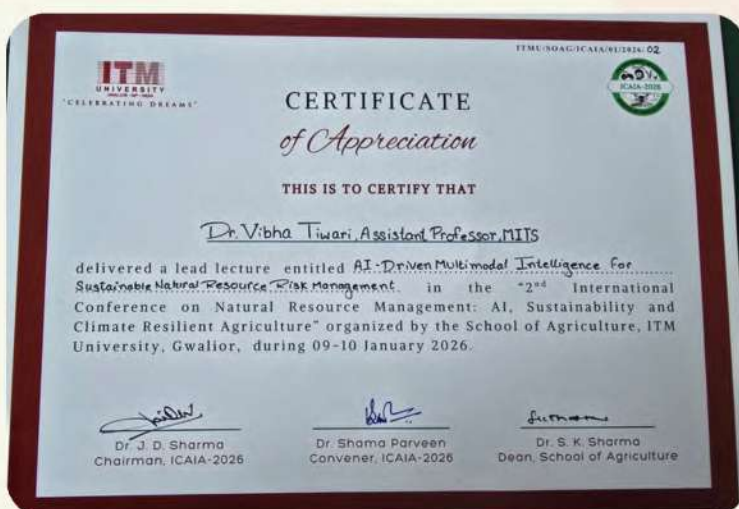 ITMU/SOAG/ICAIA/01/2026/02
ITM
UNIVERSITY
GWALIOR • MP • INDIA
"CELEBRATING DREAMS"
ICAIA-2026
CERTIFICATE
of Appreciation
THIS IS TO CERTIFY THAT
Dr. Vibha Tiwari, Assistant Professor, MITS
delivered a lead lecture entitled AI-Driven Multimodal Intelligence for
Sustainable Natural Resource Risk Management. in the "2nd International
Conference on Natural Resource Management: AI, Sustainability and
Climate Resilient Agriculture" organized by the School of Agriculture, ITM
University, Gwalior, during 09-10 January 2026.
Dr. J. D. Sharma
Chairman, ICAIA-2026
Dr. Shama Parveen
Convener, ICAIA-2026
Dr. S. K. Sharma
Dean, School of Agriculture